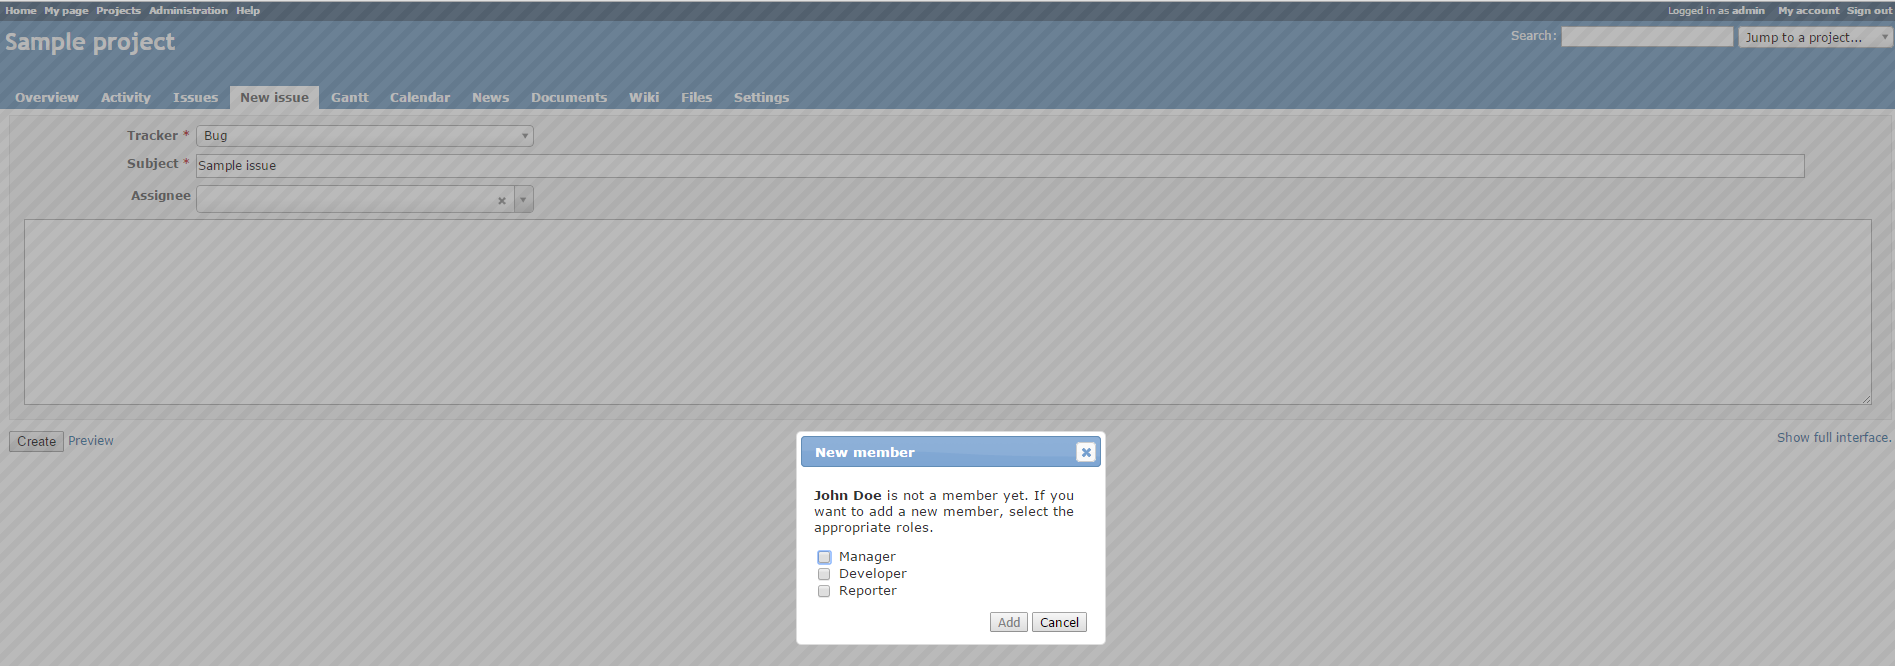 Home My page Projects Administration Help Logged in as admin My account Sign out
Sample project Search: Jump to a project...
Overview Activity Issues New issue Gantt Calendar News Documents Wiki Files Settings
Tracker * Bug
Subject * Sample issue
Assignee
Create Preview Show full interface.
New member
John Doe is not a member yet. If you
want to add a new member, select the
appropriate roles.
Manager
Developer
Reporter
Add Cancel